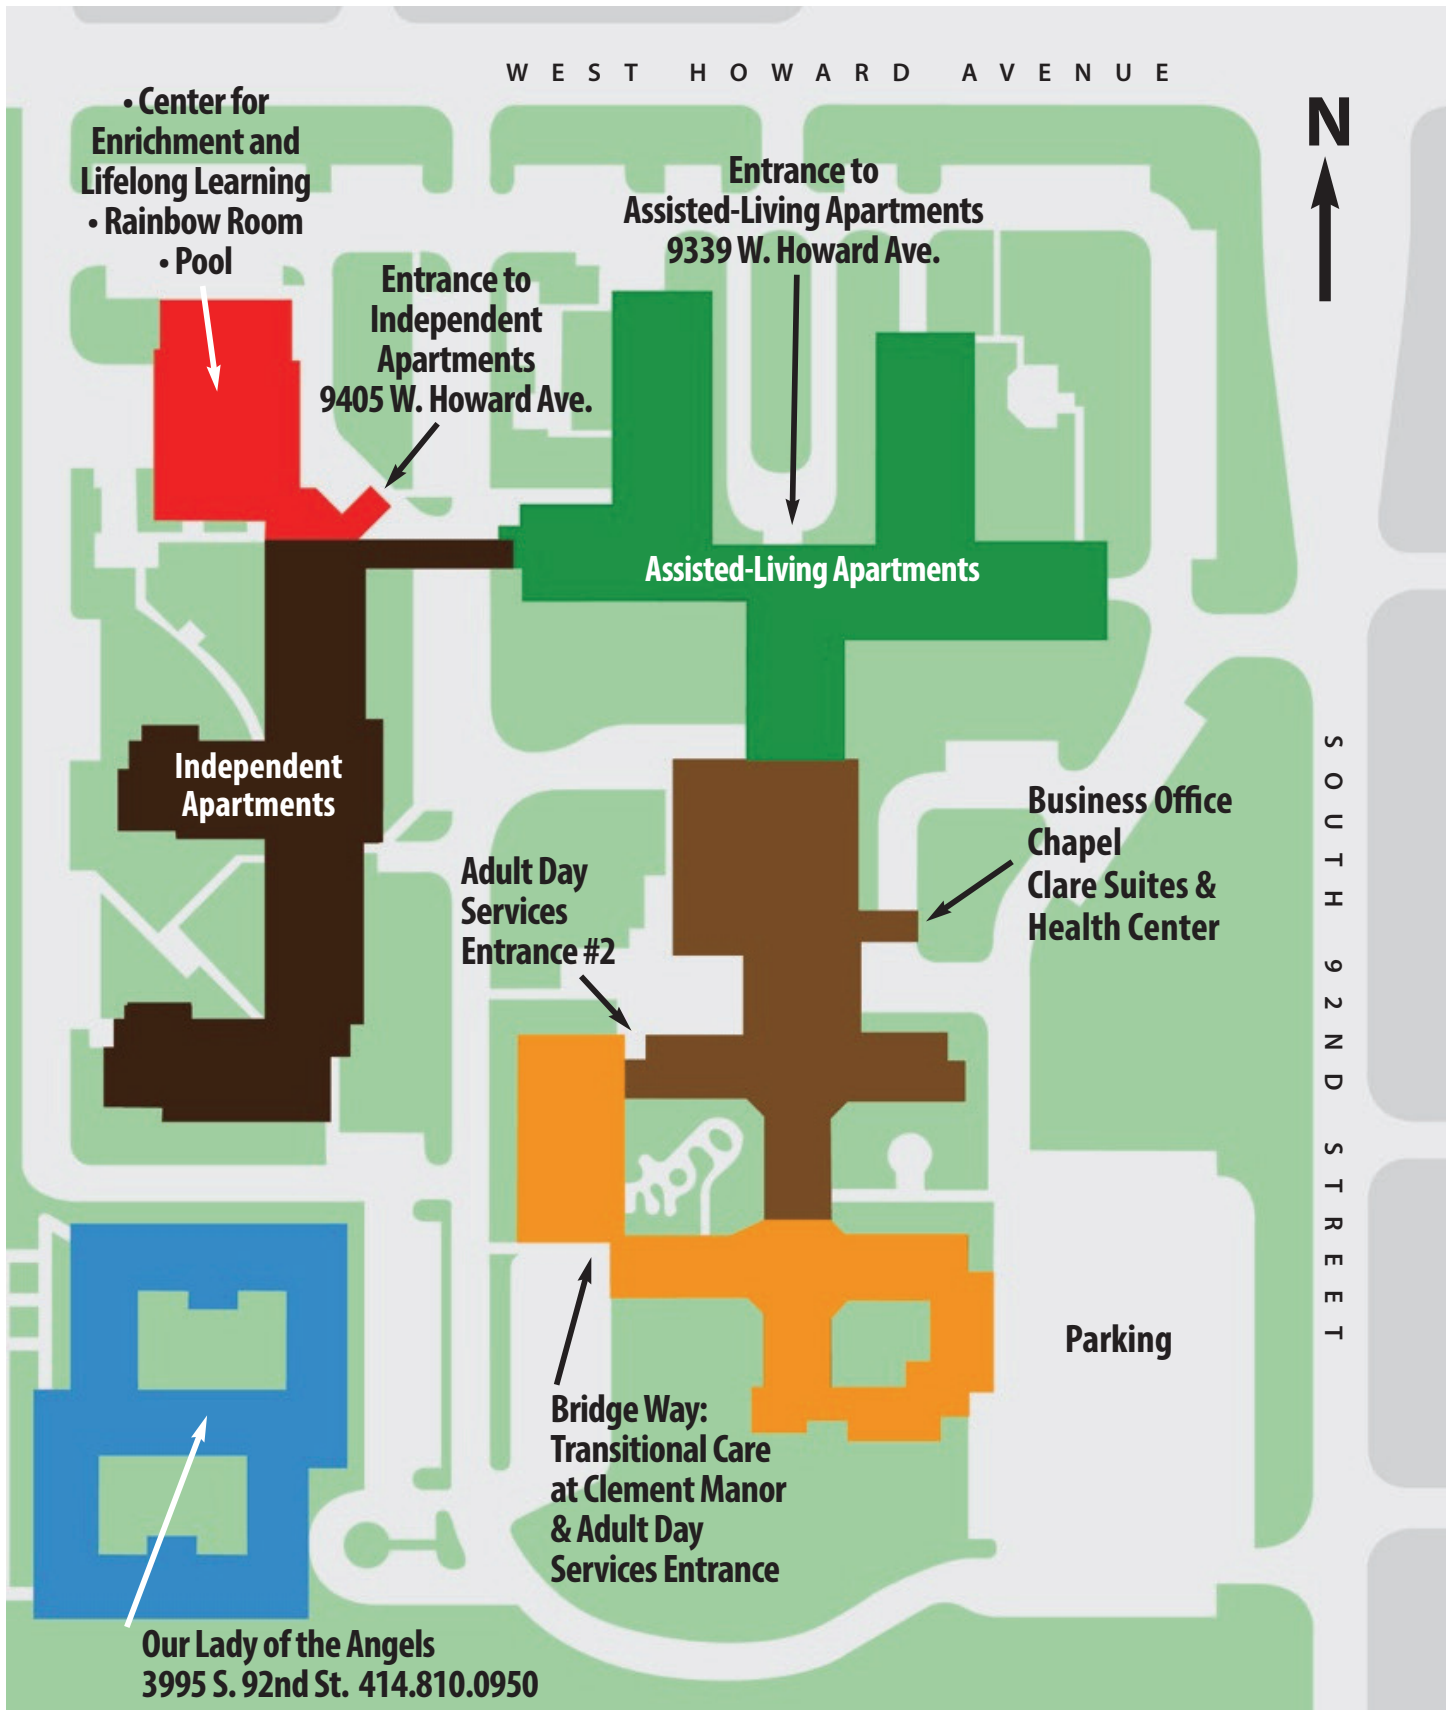 WEST HOWARD AVENUE
• Center for
Enrichment and
Lifelong Learning
• Rainbow Room
• Pool
N
Entrance to
Assisted-Living Apartments
9339 W. Howard Ave.
Entrance to
Independent
Apartments
9405 W. Howard Ave.
Assisted-Living Apartments
Independent
Apartments
SOUTH 92ND STREET
Business Office
Chapel
Clare Suites &
Health Center
Adult Day
Services
Entrance #2
Parking
Bridge Way:
Transitional Care
at Clement Manor
& Adult Day
Services Entrance
Our Lady of the Angels
3995 S. 92nd St. 414.810.0950